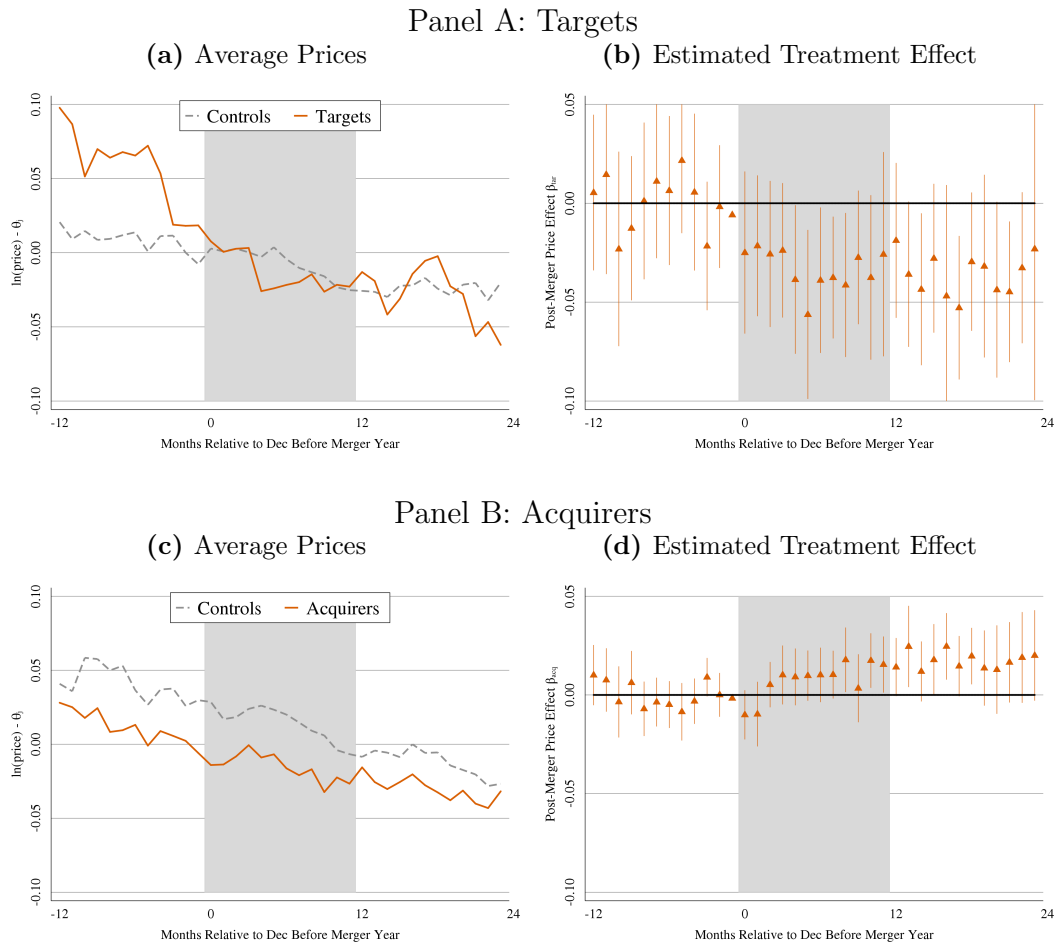 Panel A: Targets
(a) Average Prices
(b) Estimated Treatment Effect
Controls Targets
ln(price) - θj
0.10
0.05
0.00
-0.05
-0.10
-12 0 12 24
Months Relative to Dec Before Merger Year
Post-Merger Price Effect βtar
0.05
0.00
-0.05
-0.10
-12 0 12 24
Months Relative to Dec Before Merger Year
Panel B: Acquirers
(c) Average Prices
(d) Estimated Treatment Effect
Controls Acquirers
ln(price) - θj
0.10
0.05
0.00
-0.05
-0.10
-12 0 12 24
Months Relative to Dec Before Merger Year
Post-Merger Price Effect βacq
0.05
0.00
-0.05
-0.10
-12 0 12 24
Months Relative to Dec Before Merger Year